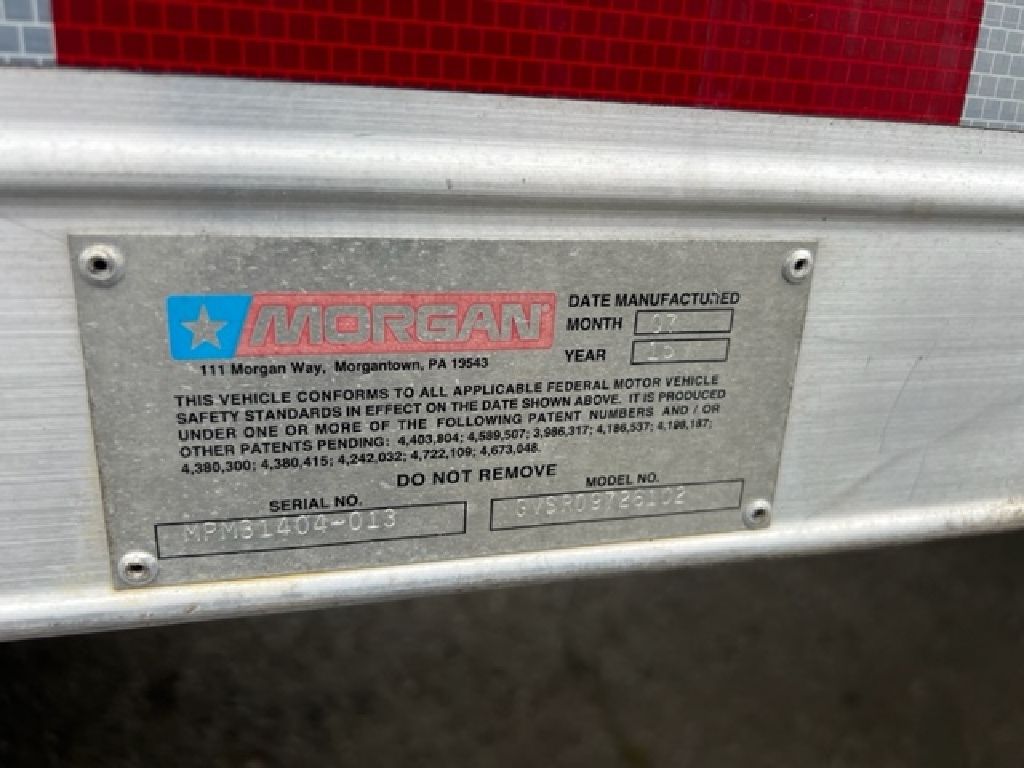 MORGAN®
111 Morgan Way, Morgantown, PA 19543
DATE MANUFACTURED
MONTH 07
YEAR 15
THIS VEHICLE CONFORMS TO ALL APPLICABLE FEDERAL MOTOR VEHICLE
SAFETY STANDARDS IN EFFECT ON THE DATE SHOWN ABOVE. IT IS PRODUCED
UNDER ONE OR MORE OF THE FOLLOWING PATENT NUMBERS AND / OR
OTHER PATENTS PENDING: 4,403,804; 4,589,507; 3,986,317; 4,186,537; 4,198,187;
4,380,300; 4,380,415; 4,242,032; 4,722,109; 4,673,048.
DO NOT REMOVE
SERIAL NO.
MPM31404-013
MODEL NO.
GVSR09726102